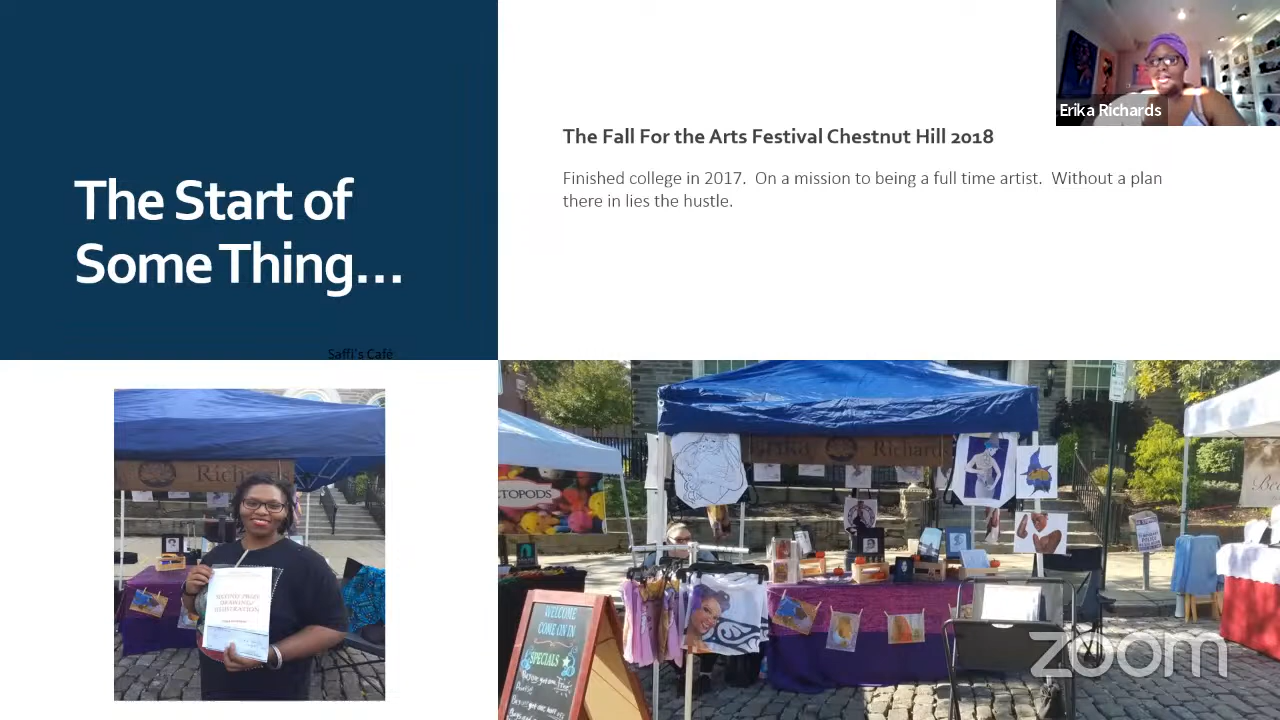 The Start of
Some Thing...
The Fall For the Arts Festival Chestnut Hill 2018
Finished college in 2017.  On a mission to being a full time artist.  Without a plan
there in lies the hustle.
Erika Richards
Saffi's Café
Richards
Richards
CTOPODS
WELCOME
COME ON IN
SPECIALS
zoom